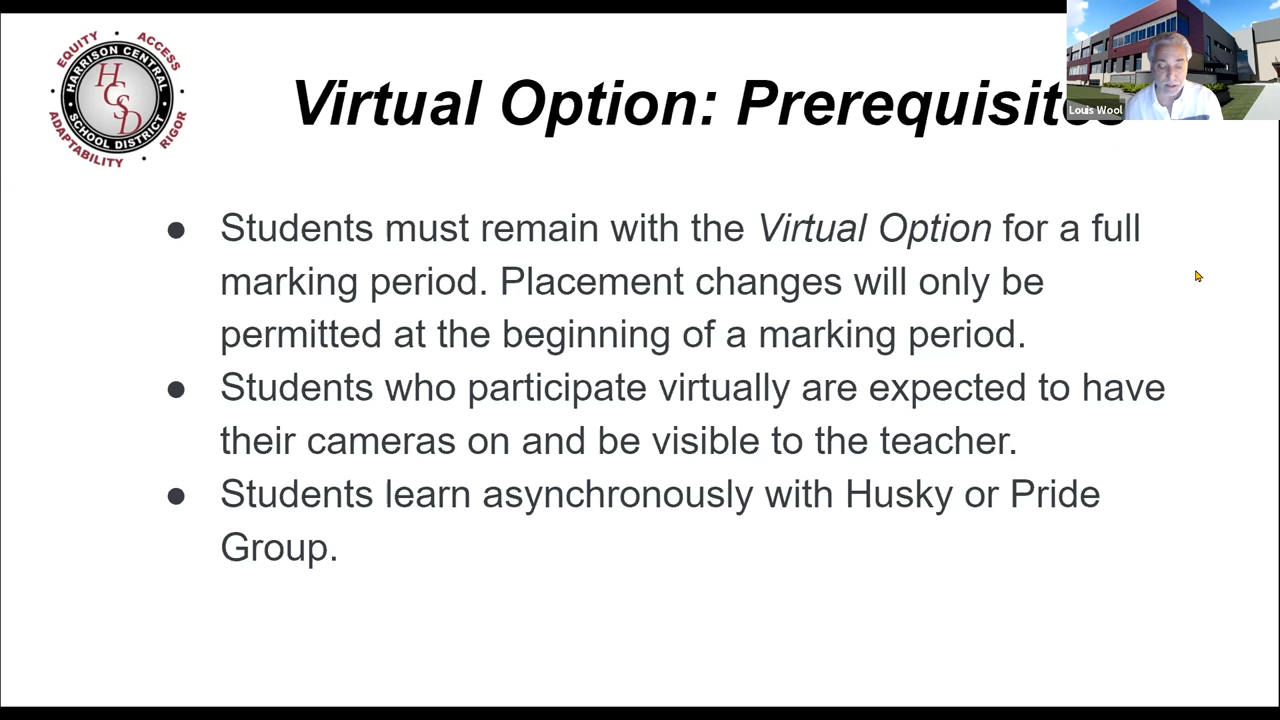 EQUITY
ACCESS
HARRISON CENTRAL
HCSD
SCHOOL DISTRICT
ADAPTABILITY
RIGOR
Virtual Option: Prerequisites
Louis Wool
● Students must remain with the Virtual Option for a full
marking period. Placement changes will only be
permitted at the beginning of a marking period.
● Students who participate virtually are expected to have
their cameras on and be visible to the teacher.
● Students learn asynchronously with Husky or Pride
Group.